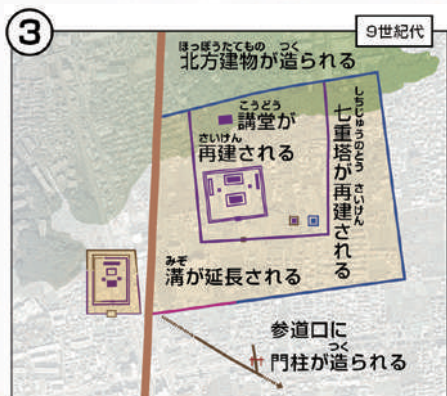 ③
9世紀代
ほっぽうたてもの つく
北方建物が造られる
こうどう
講堂が
さいけん
再建される
しちじゅうのとう さいけん
七重塔が再建される
みぞ
溝が延長される
参道口に
つく
門柱が造られる